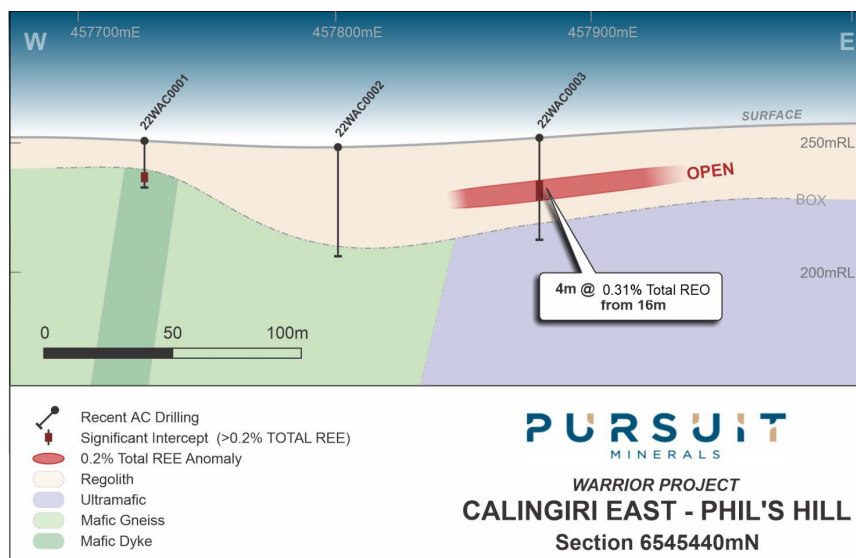 457700mE
457800mE
457900mE
W
E
22WAC0001
22WAC0002
22WAC0003
SURFACE
250mRL
OPEN
BOX
4m @ 0.31% Total REO
from 16m
200mRL
0
50
100m
Recent AC Drilling
Significant Intercept (>0.2% TOTAL REE)
0.2% Total REE Anomaly
Regolith
Ultramafic
Mafic Gneiss
Mafic Dyke
PURSUIT
MINERALS
WARRIOR PROJECT
CALINGIRI EAST - PHIL'S HILL
Section 6545440mN